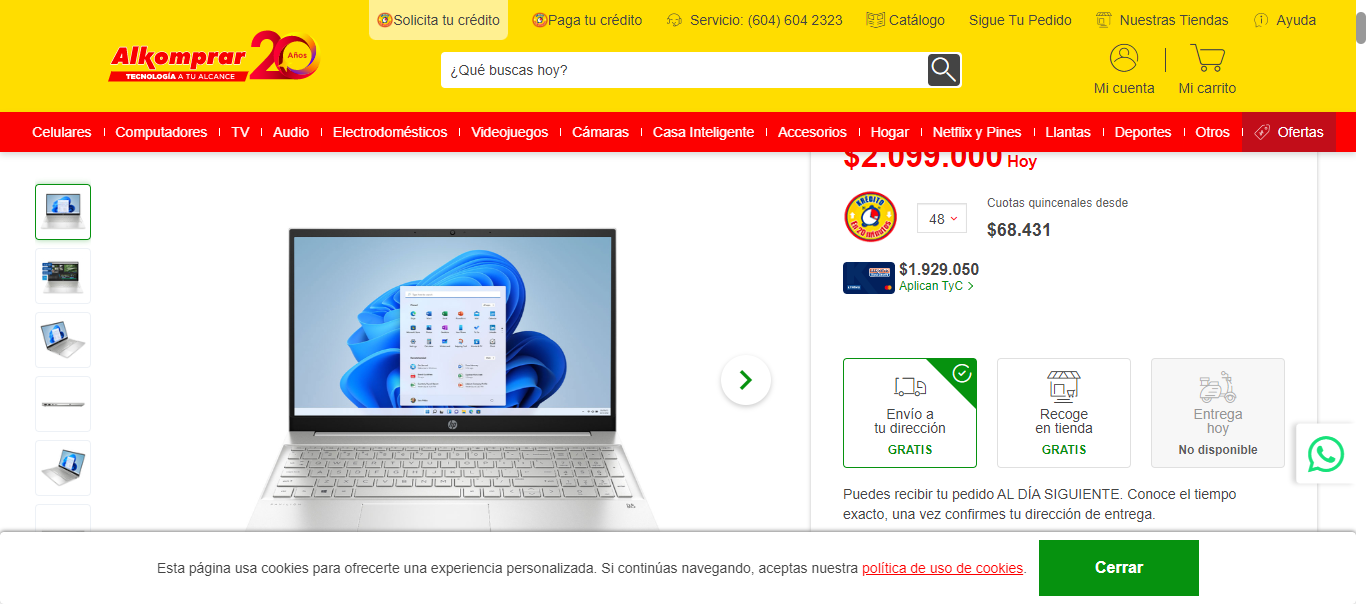 Solicita tu crédito
Paga tu crédito
Servicio: (604) 604 2323
Catálogo
Sigue Tu Pedido
Nuestras Tiendas
Ayuda
Alkomprar 20 Años
TECNOLOGÍA A TU ALCANCE
¿Qué buscas hoy?
Mi cuenta
Mi carrito
Celulares
Computadores
TV
Audio
Electrodomésticos
Videojuegos
Cámaras
Casa Inteligente
Accesorios
Hogar
Netflix y Pines
Llantas
Deportes
Otros
Ofertas
$2.099.000 Hoy
KREDITO
EN 20 MINUTOS
48
Cuotas quincenales desde
$68.431
$1.929.050
Aplican TyC >
hp
Envío a
tu dirección
GRATIS
Recoge
en tienda
GRATIS
Entrega
hoy
No disponible
Puedes recibir tu pedido AL DÍA SIGUIENTE. Conoce el tiempo
exacto, una vez confirmes tu dirección de entrega.
Esta página usa cookies para ofrecerte una experiencia personalizada. Si continúas navegando, aceptas nuestra política de uso de cookies.
Cerrar